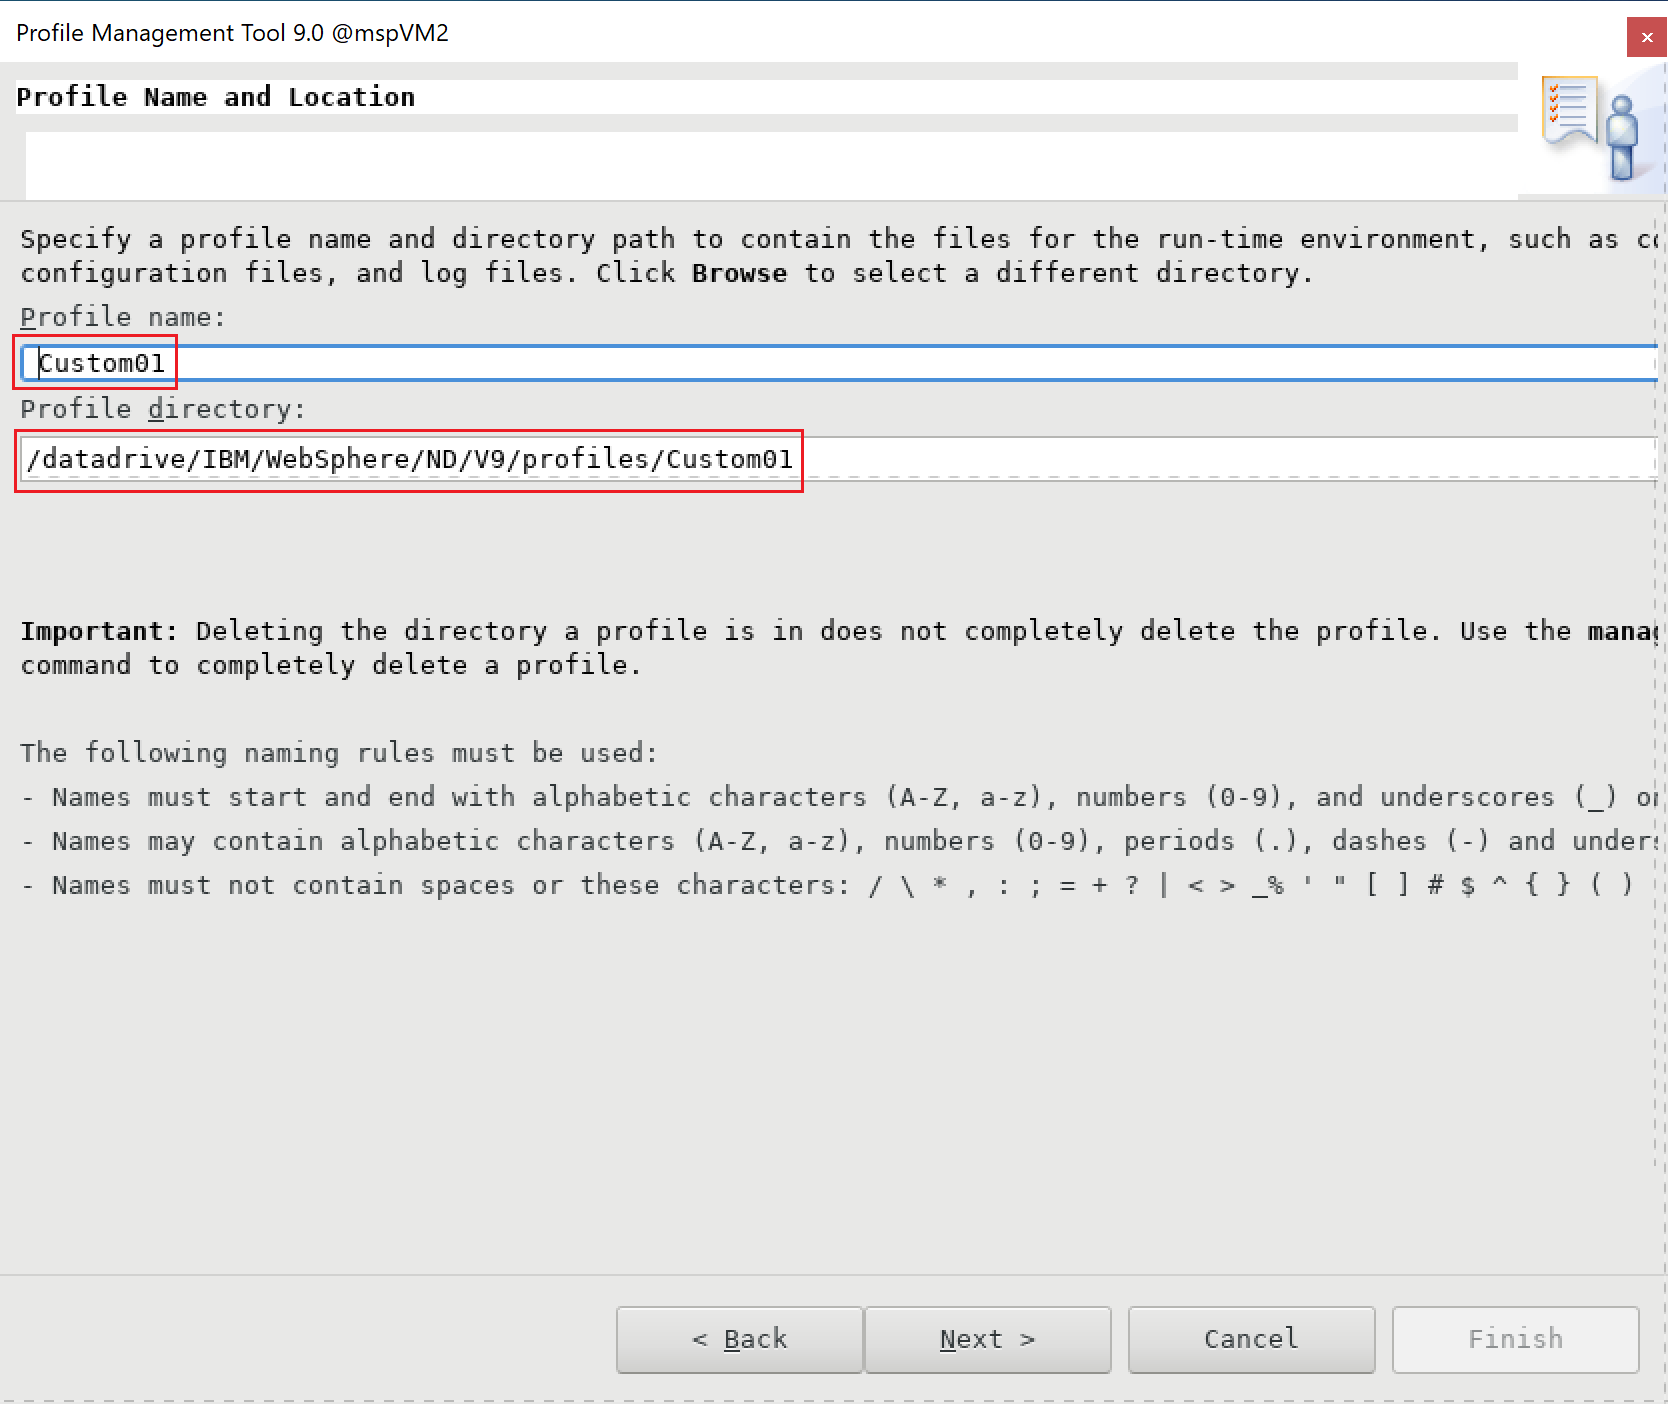 Profile Management Tool 9.0 @mspVM2
Profile Name and Location
Specify a profile name and directory path to contain the files for the run-time environment, such as
configuration files, and log files. Click Browse to select a different directory.
Profile name:
Custom01
Profile directory:
/datadrive/IBM/WebSphere/ND/V9/profiles/Custom01
Important: Deleting the directory a profile is in does not completely delete the profile. Use the
command to completely delete a profile.
The following naming rules must be used:
- Names must start and end with alphabetic characters (A-Z, a-z), numbers (0-9), and underscores (_)
- Names may contain alphabetic characters (A-Z, a-z), numbers (0-9), periods (.), dashes (-) and
- Names must not contain spaces or these characters: / \ * , : ; = + ? | < > _% ' " [ ] # $ ^ { } ( )
< Back
Next >
Cancel
Finish